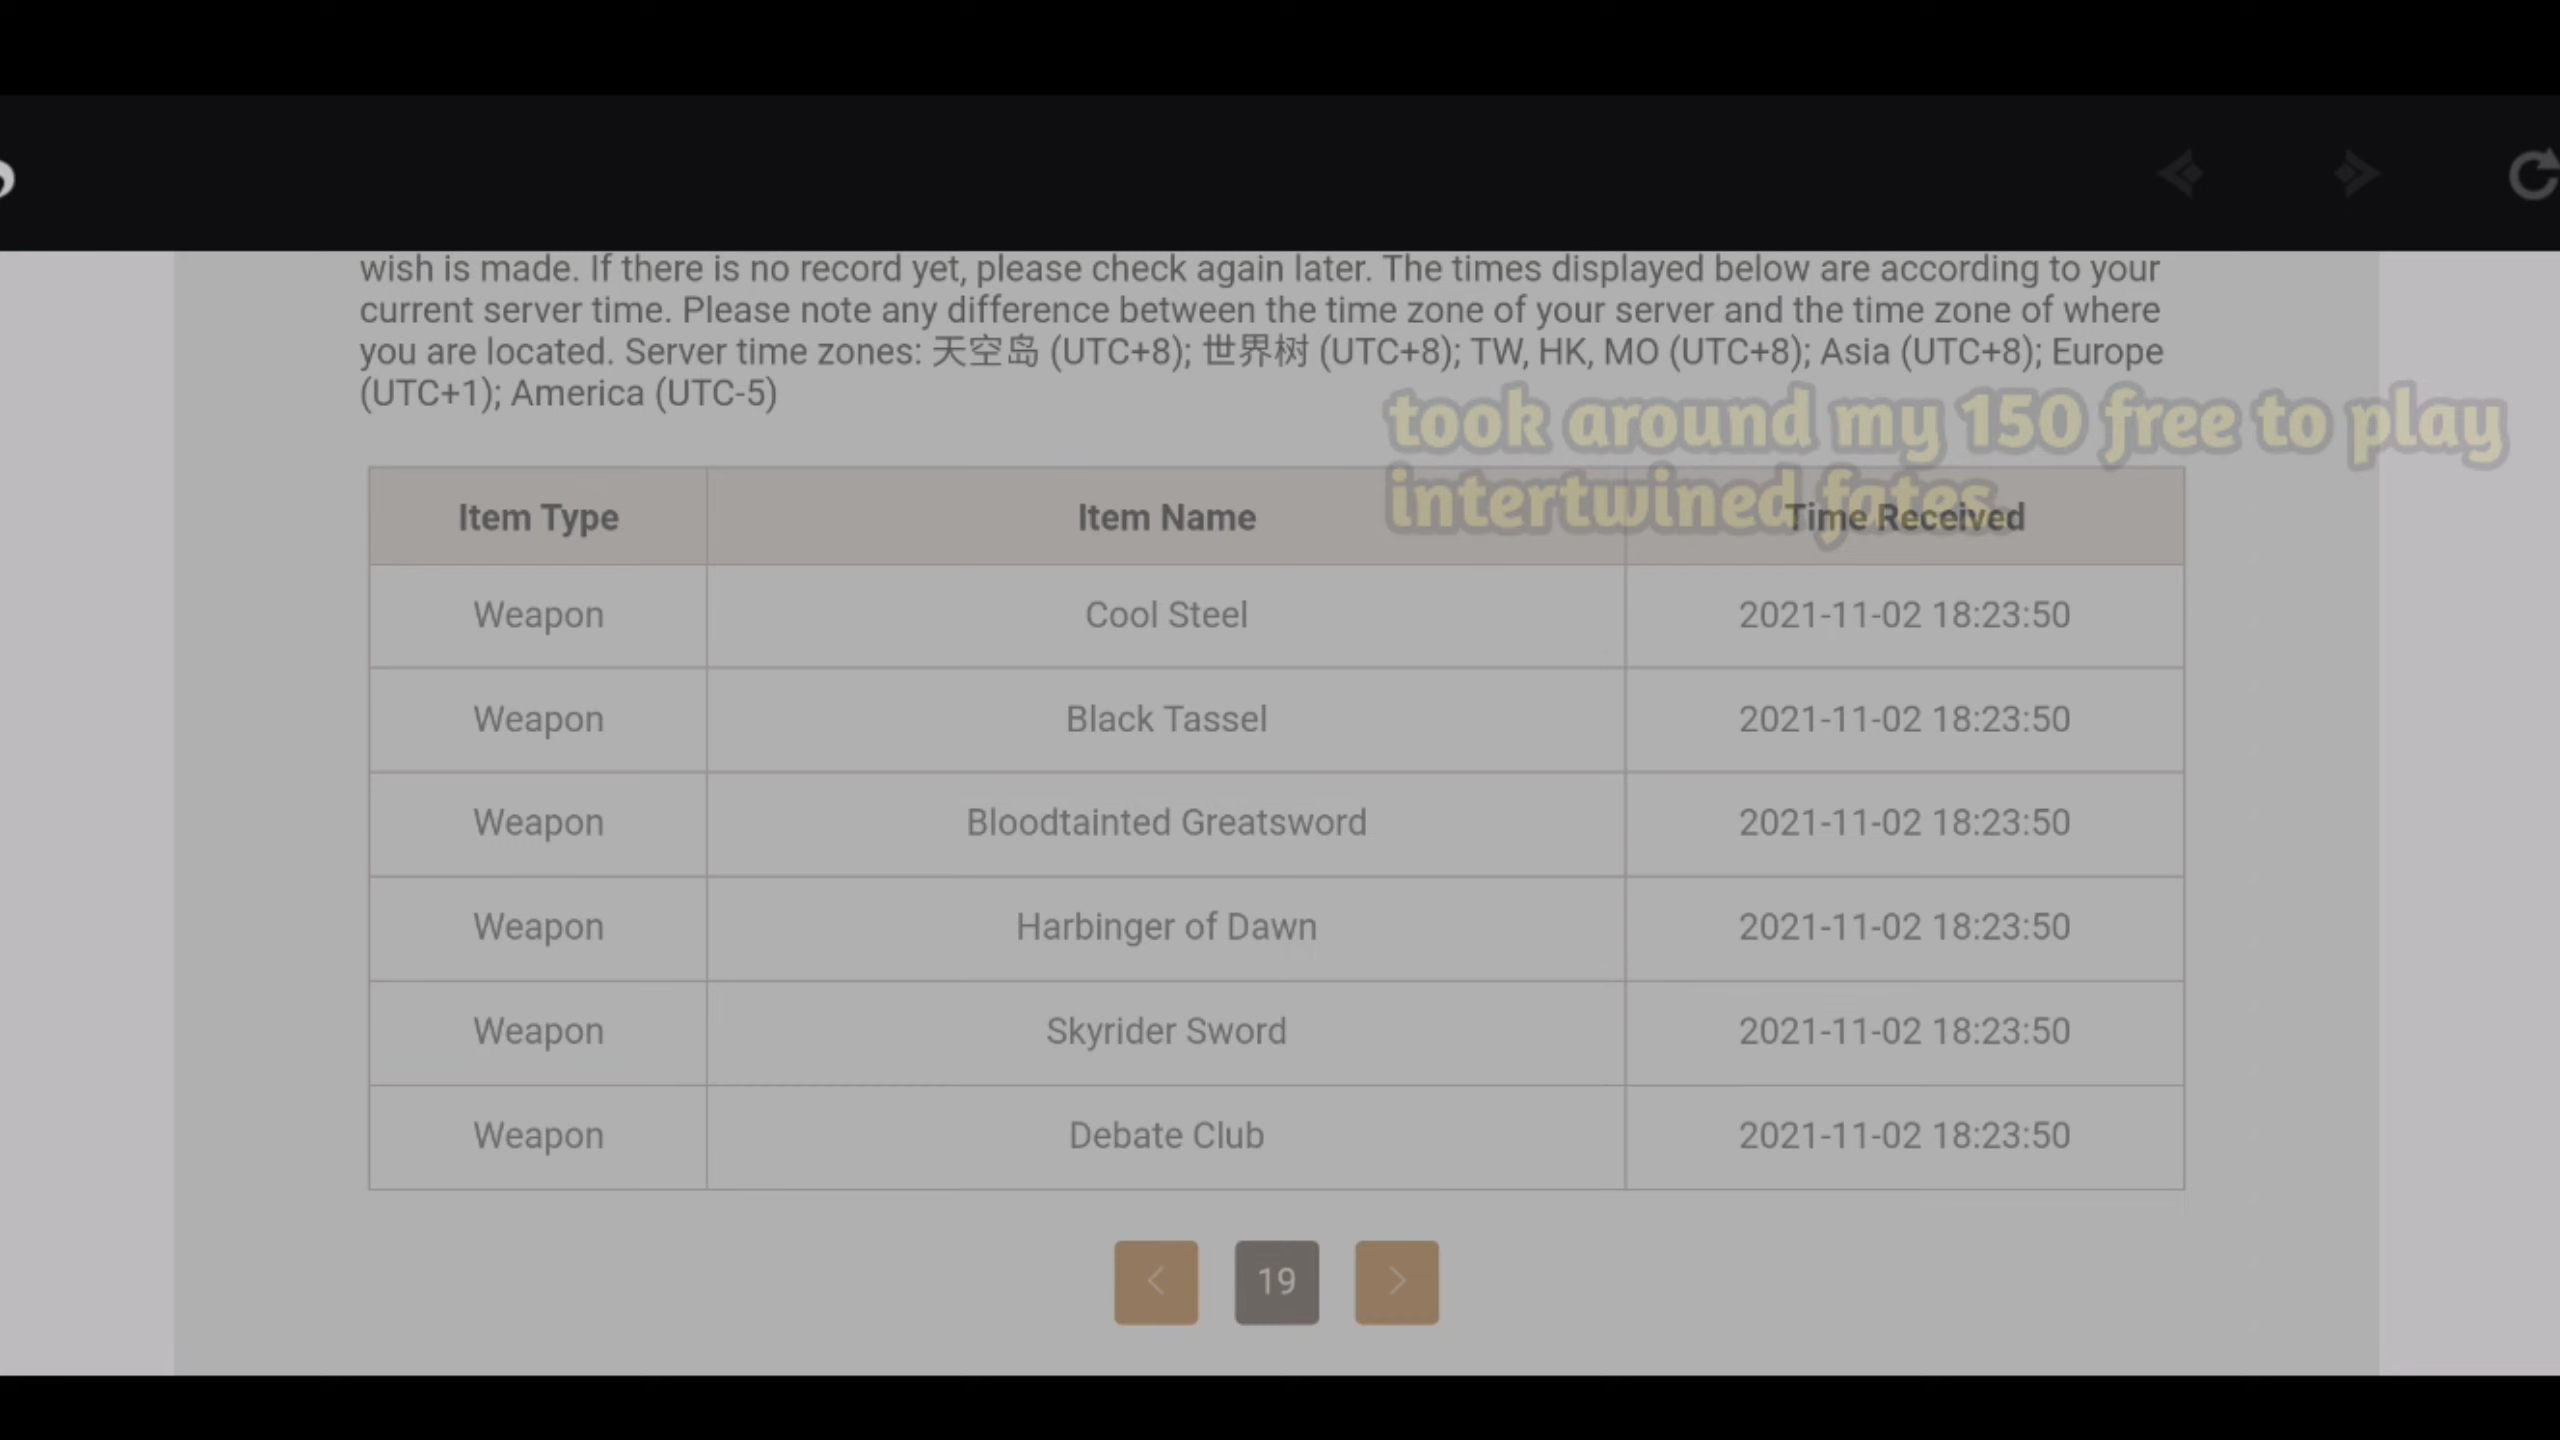 wish is made. If there is no record yet, please check again later. The times displayed below are according to your
current server time. Please note any difference between the time zone of your server and the time zone of where
you are located. Server time zones: 天空岛 (UTC+8); 世界树 (UTC+8); TW, HK, MO (UTC+8); Asia (UTC+8); Europe
(UTC+1); America (UTC-5)
took around my 150 free to play
intertwined fates.
Item Type Item Name Time Received
Weapon Cool Steel 2021-11-02 18:23:50
Weapon Black Tassel 2021-11-02 18:23:50
Weapon Bloodtainted Greatsword 2021-11-02 18:23:50
Weapon Harbinger of Dawn 2021-11-02 18:23:50
Weapon Skyrider Sword 2021-11-02 18:23:50
Weapon Debate Club 2021-11-02 18:23:50
19